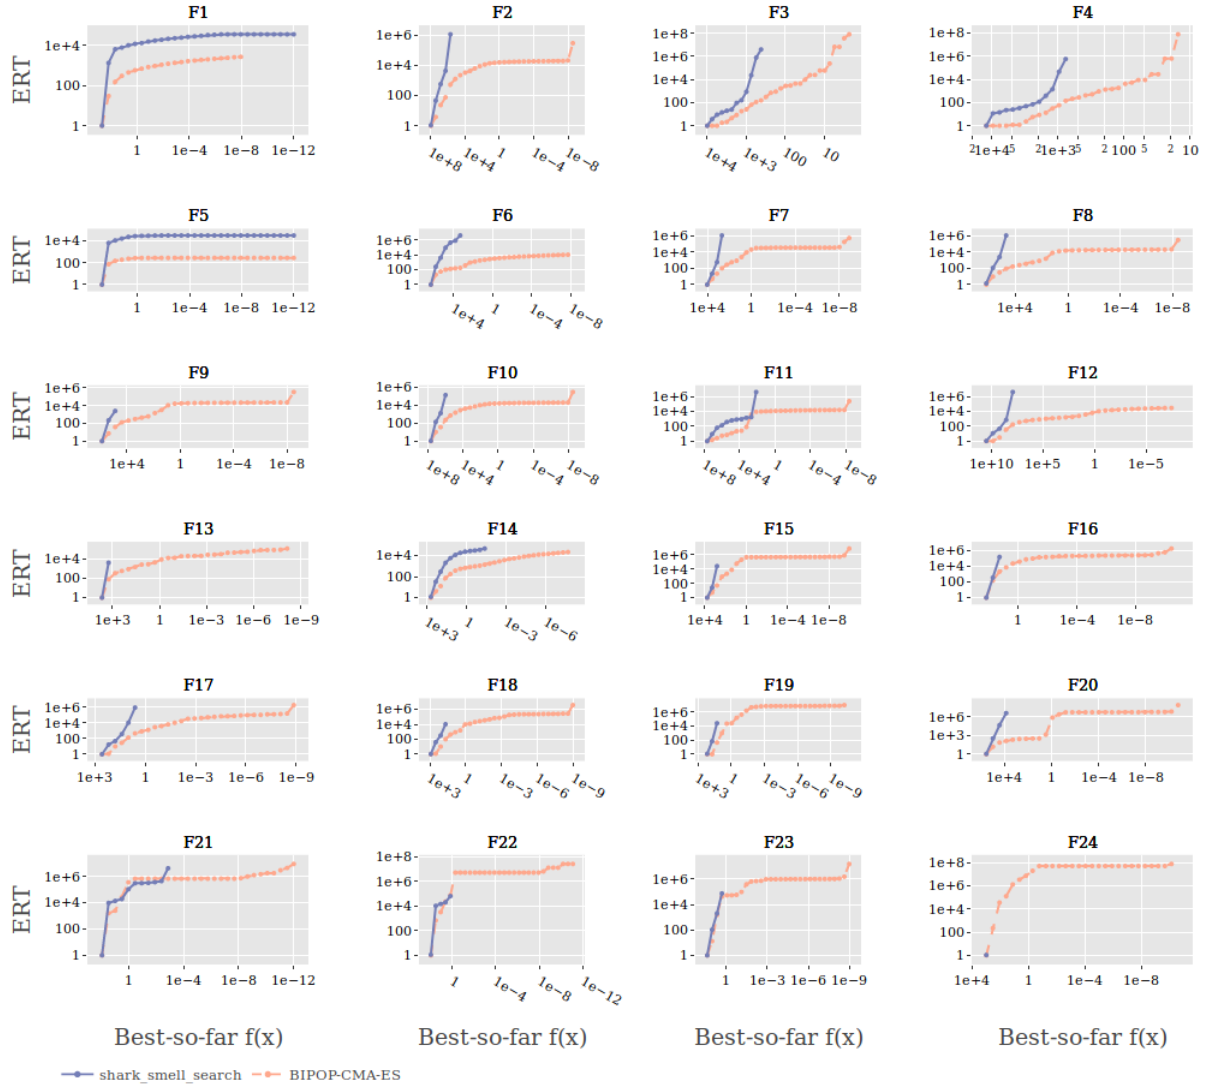 F1 F2 F3 F4
ERT
1e+4
100
1
1 1e−4 1e−8 1e−12
1e+6
1e+4
100
1
1e+8 1e+4 1 1e−4 1e−8
1e+8
1e+6
1e+4
100
1
1e+4 1e+3 100 10
1e+8
1e+6
1e+4
100
1
2 1e+4 5 2 1e+3 5 2 100 5 2 10
F5 F6 F7 F8
ERT
1e+4
100
1
1 1e−4 1e−8 1e−12
1e+6
1e+4
100
1
1e+4 1 1e−4 1e−8
1e+6
1e+4
100
1
1e+4 1 1e−4 1e−8
1e+6
1e+4
100
1
1e+4 1 1e−4 1e−8
F9 F10 F11 F12
ERT
1e+6
1e+4
100
1
1e+4 1 1e−4 1e−8
1e+6
1e+4
100
1
1e+8 1e+4 1 1e−4 1e−8
1e+6
1e+4
100
1
1e+8 1e+4 1 1e−4 1e−8
1e+6
1e+4
100
1
1e+10 1e+5 1 1e−5
F13 F14 F15 F16
ERT
1e+4
100
1
1e+3 1 1e−3 1e−6 1e−9
1e+4
100
1
1e+3 1 1e−3 1e−6
1e+6
1e+4
100
1
1e+4 1 1e−4 1e−8
1e+6
1e+4
100
1
1 1e−4 1e−8
F17 F18 F19 F20
ERT
1e+6
1e+4
100
1
1e+3 1 1e−3 1e−6 1e−9
1e+6
1e+4
100
1
1e+3 1 1e−3 1e−6 1e−9
1e+6
1e+4
100
1
1e+3 1 1e−3 1e−6 1e−9
1e+6
1e+3
1
1e+4 1 1e−4 1e−8
F21 F22 F23 F24
ERT
1e+6
1e+4
100
1
1 1e−4 1e−8 1e−12
1e+8
1e+6
1e+4
100
1
1 1e−4 1e−8 1e−12
1e+6
1e+4
100
1
1 1e−3 1e−6 1e−9
1e+8
1e+6
1e+4
100
1
1e+4 1 1e−4 1e−8
Best-so-far f(x) Best-so-far f(x) Best-so-far f(x) Best-so-far f(x)
shark_smell_search BIPOP-CMA-ES